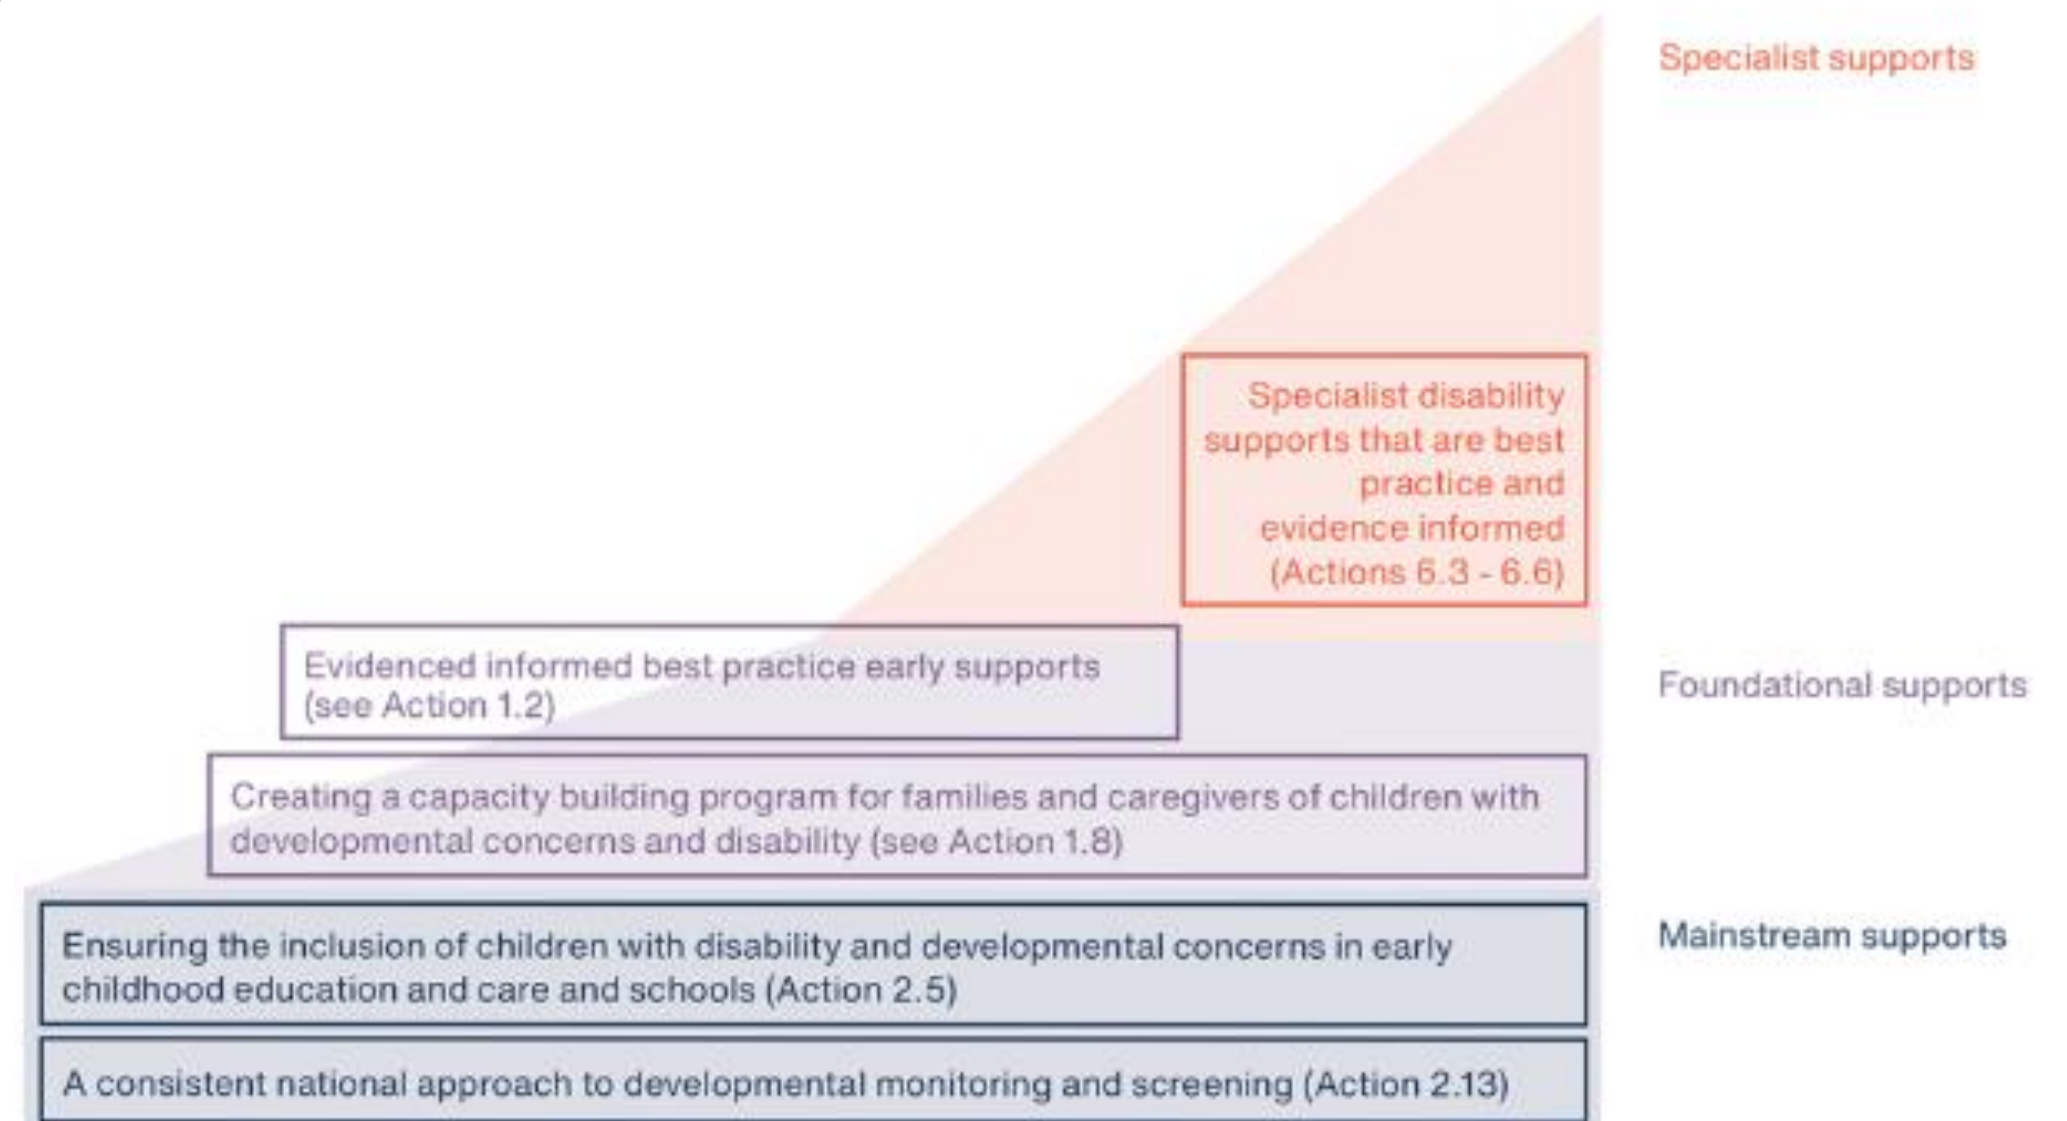 Specialist supports
Specialist disability
supports that are best
practice and
evidence informed
(Actions 6.3 - 6.6)
Evidenced informed best practice early supports
(see Action 1.2)
Foundational supports
Creating a capacity building program for families and caregivers of children with
developmental concerns and disability (see Action 1.8)
Ensuring the inclusion of children with disability and developmental concerns in early
childhood education and care and schools (Action 2.5)
Mainstream supports
A consistent national approach to developmental monitoring and screening (Action 2.13)